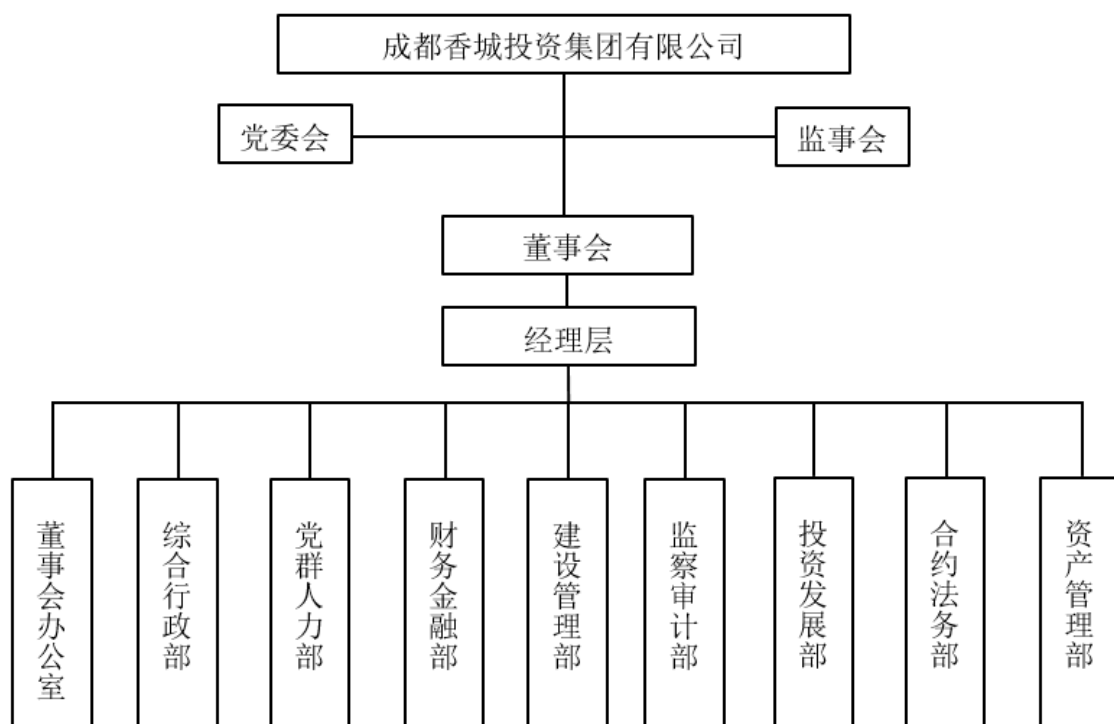 成都香城投资集团有限公司
党委会
监事会
董事会
经理层
董事会办公室
综合行政部
党群人力部
财务金融部
建设管理部
监察审计部
投资发展部
合约法务部
资产管理部